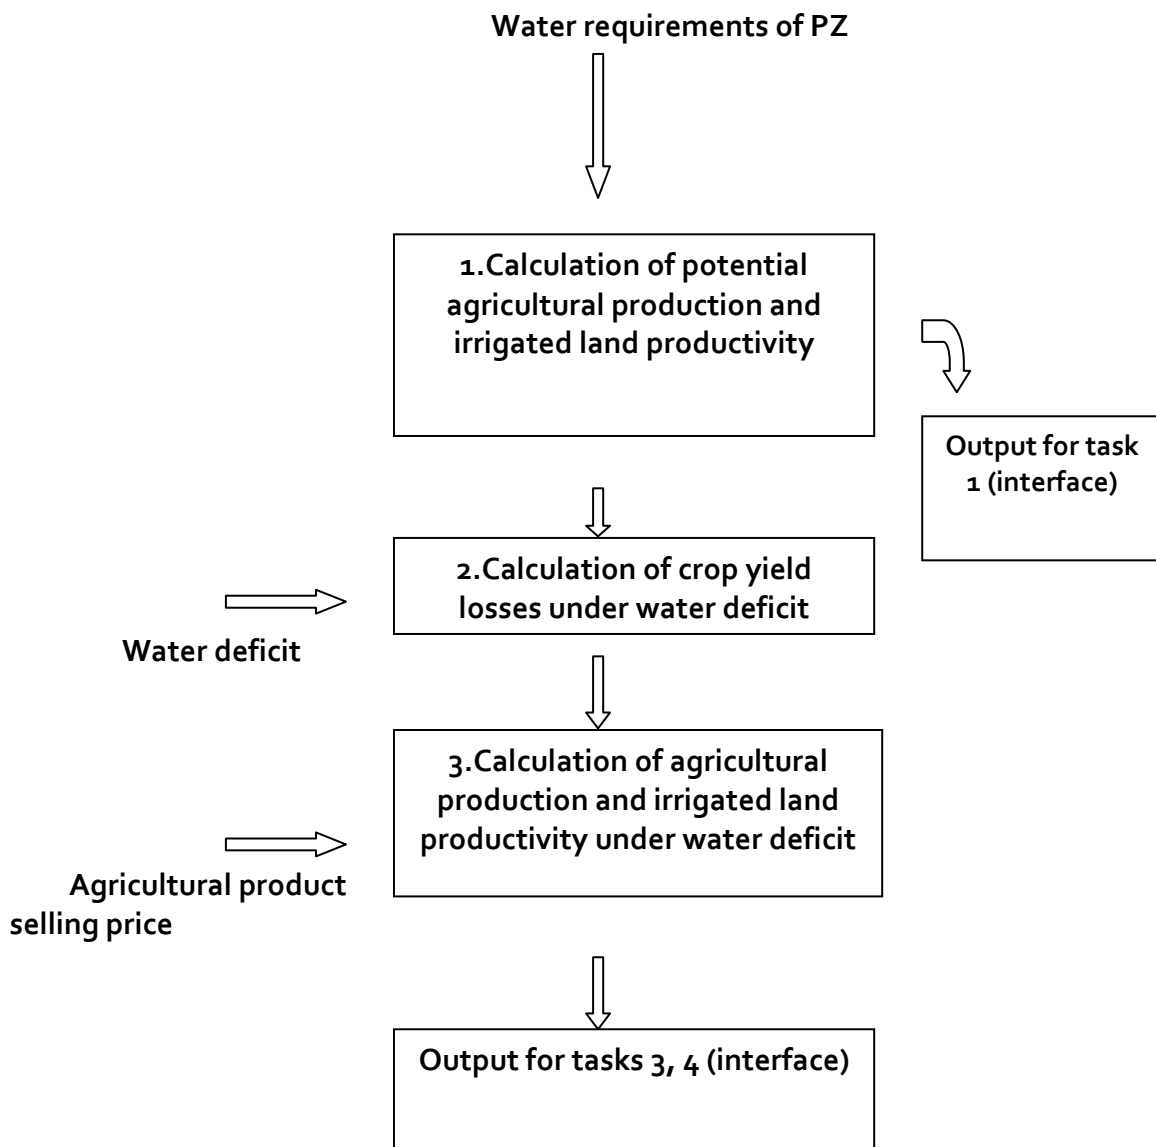 Water requirements of PZ
1.Calculation of potential
agricultural production and
irrigated land productivity
Output for task
1 (interface)
2.Calculation of crop yield
losses under water deficit
Water deficit
3.Calculation of agricultural
production and irrigated land
productivity under water deficit
Agricultural product
selling price
Output for tasks 3, 4 (interface)